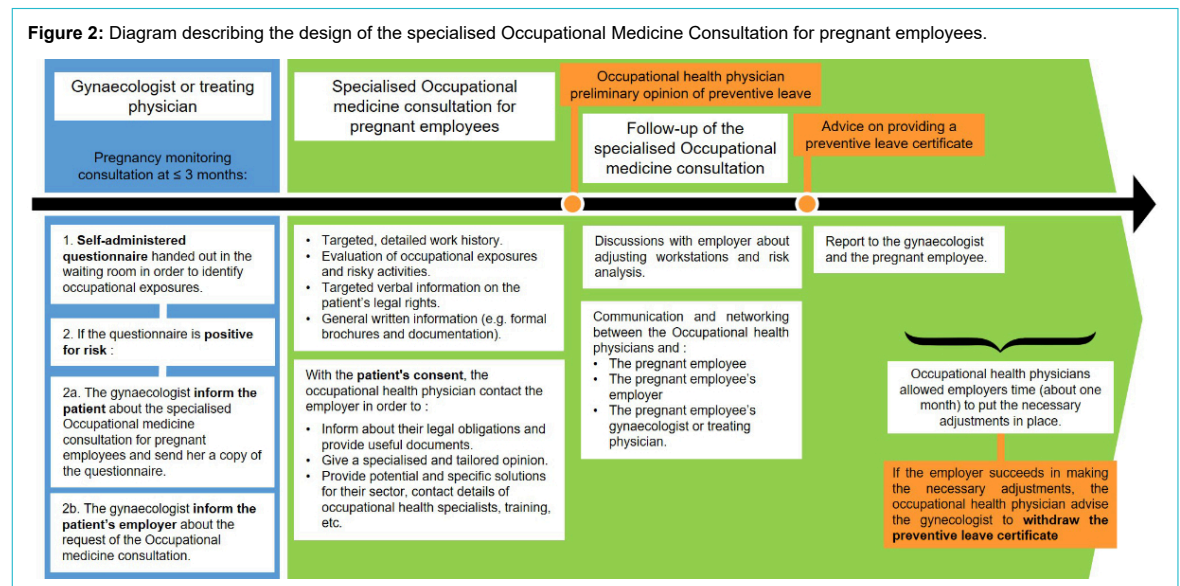 Figure 2: Diagram describing the design of the specialised Occupational Medicine Consultation for pregnant employees.
Gynaecologist or treating
physician
Pregnancy monitoring
consultation at ≤ 3 months:
Specialised Occupational
medicine consultation for
pregnant employees
Occupational health physician
preliminary opinion of preventive leave
Follow-up of the
specialised Occupational
medicine consultation
Advice on providing a
preventive leave certificate
1. Self-administered
questionnaire handed out in the
waiting room in order to identify
occupational exposures.
2. If the questionnaire is positive
for risk :
2a. The gynaecologist inform the
patient about the specialised
Occupational medicine
consultation for pregnant
employees and send her a copy of
the questionnaire.
2b. The gynaecologist inform the
patient's employer about the
request of the Occupational
medicine consultation.
• Targeted, detailed work history.
• Evaluation of occupational exposures
and risky activities.
• Targeted verbal information on the
patient's legal rights.
• General written information (e.g. formal
brochures and documentation).
With the patient's consent, the
occupational health physician contact the
employer in order to :
• Inform about their legal obligations and
provide useful documents.
• Give a specialised and tailored opinion.
• Provide potential and specific solutions
for their sector, contact details of
occupational health specialists, training,
etc.
Discussions with employer about
adjusting workstations and risk
analysis.
Communication and networking
between the Occupational health
physicians and :
• The pregnant employee
• The pregnant employee's
employer
• The pregnant employee's
gynaecologist or treating
physician.
Report to the gynaecologist
and the pregnant employee.
Occupational health physicians
allowed employers time (about one
month) to put the necessary
adjustments in place.
If the employer succeeds in making
the necessary adjustments, the
occupational health physician advise
the gynecologist to withdraw the
preventive leave certificate